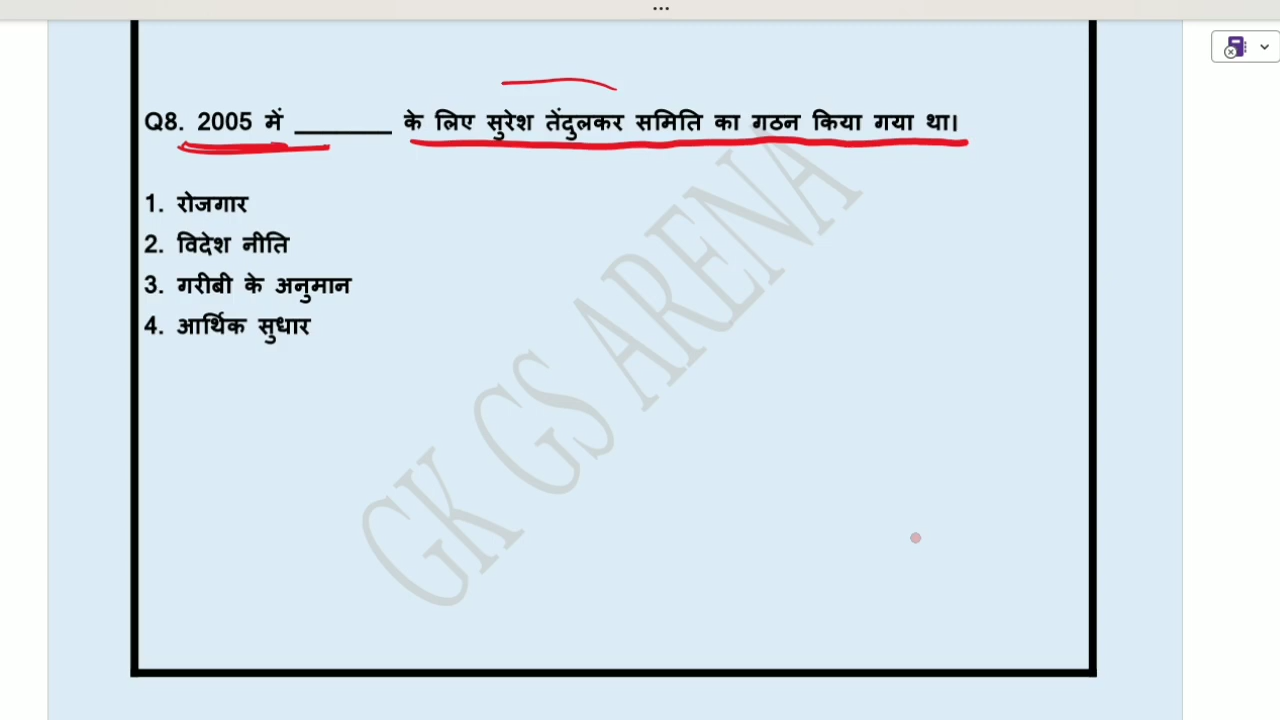 Q8. 2005 में ________ के लिए सुरेश तेंदुलकर समिति का गठन किया गया था।
1. रोजगार
2. विदेश नीति
3. गरीबी के अनुमान
4. आर्थिक सुधार
GK GS ARENA